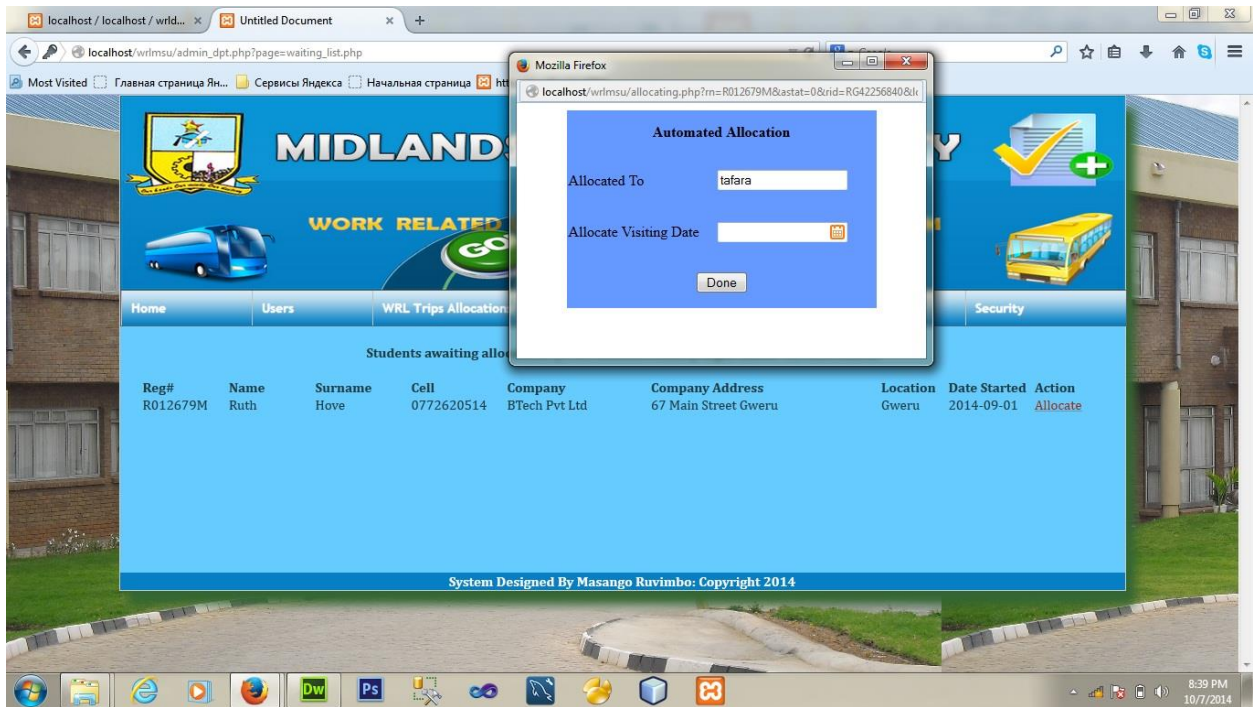 localhost / localhost / wrld... ×
Untitled Document ×
localhost/wrlmsu/admin_dpt.php?page=waiting_list.php
Most Visited
Главная страница Ян...
Сервисы Яндекса
Начальная страница
htt
Mozilla Firefox
localhost/wrlmsu/allocating.php?rn=R012679M&astat=0&rid=RG42256840&lc
Automated Allocation
Allocated To tafara
Allocate Visiting Date
Done
MIDLANDS Y
WORK RELATED
GO
Home Users WRL Trips Allocation Security
Students awaiting allo
Reg# Name Surname Cell Company Company Address Location Date Started Action
R012679M Ruth Hove 0772620514 BTech Pvt Ltd 67 Main Street Gweru Gweru 2014-09-01 Allocate
System Designed By Masango Ruvimbo: Copyright 2014
Dw Ps
8:39 PM
10/7/2014